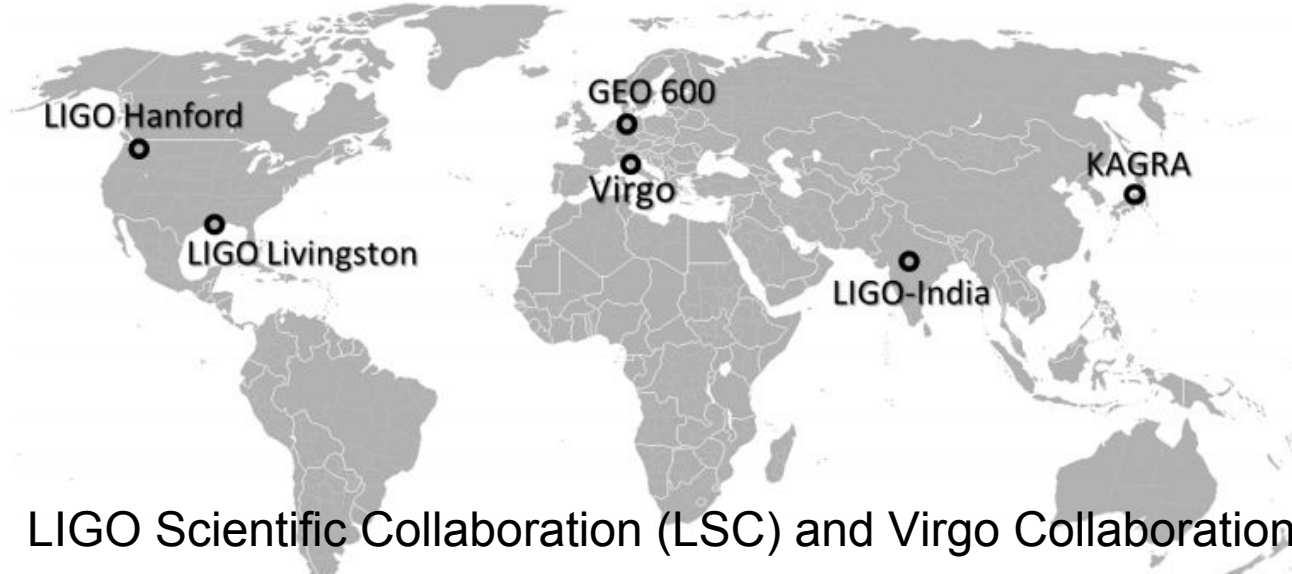 GEO 600
LIGO Hanford
KAGRA
Virgo
LIGO Livingston
LIGO-India
LIGO Scientific Collaboration (LSC) and Virgo Collaboration